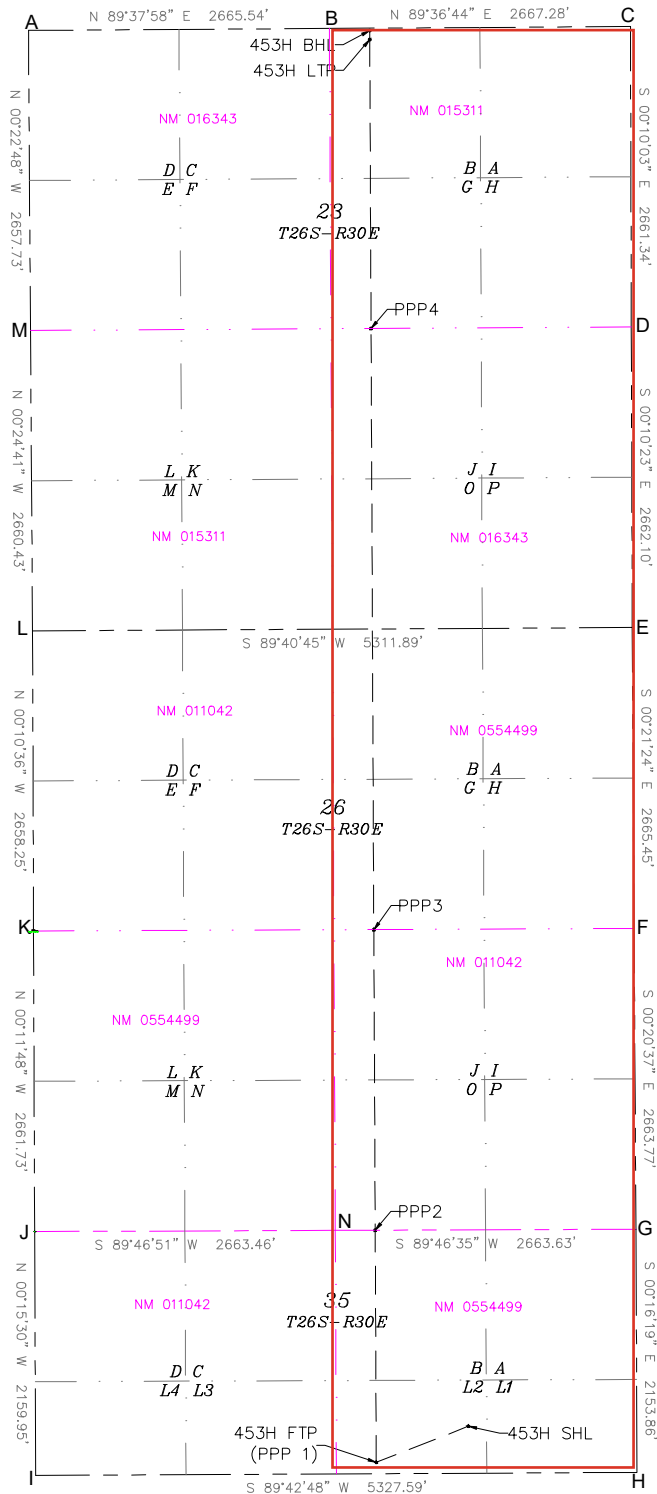 A
N 89°37'58" E 2665.54'
B
N 89°36'44" E 2667.28'
C
453H BHL
453H LTP
N 00°22'48" W 2657.73'
NM 016343
NM 015311
S 00°10'03" E 2661.34'
D C
E F
B A
G H
23
T26S-R30E
M
PPP4
D
N 00°24'41" W 2660.43'
S 00°10'23" E 2662.10'
L K
M N
J I
O P
NM 015311
NM 016343
L
S 89°40'45" W 5311.89'
E
N 00°10'36" W 2658.25'
NM 011042
NM 0554499
S 00°21'24" E 2665.45'
D C
E F
B A
G H
26
T26S-R30E
K
PPP3
F
NM 011042
N 00°11'48" W 2661.73'
NM 0554499
S 00°20'37" E 2663.77'
L K
M N
J I
O P
PPP2
J
N
G
S 89°46'51" W 2663.46'
S 89°46'35" W 2663.63'
N 00°15'30" W 2159.95'
NM 011042
35
T26S-R30E
NM 0554499
S 00°16'19" E 2153.86'
D C
L4 L3
B A
L2 L1
453H FTP
(PPP 1)
453H SHL
I
S 89°42'48" W 5327.59'
H